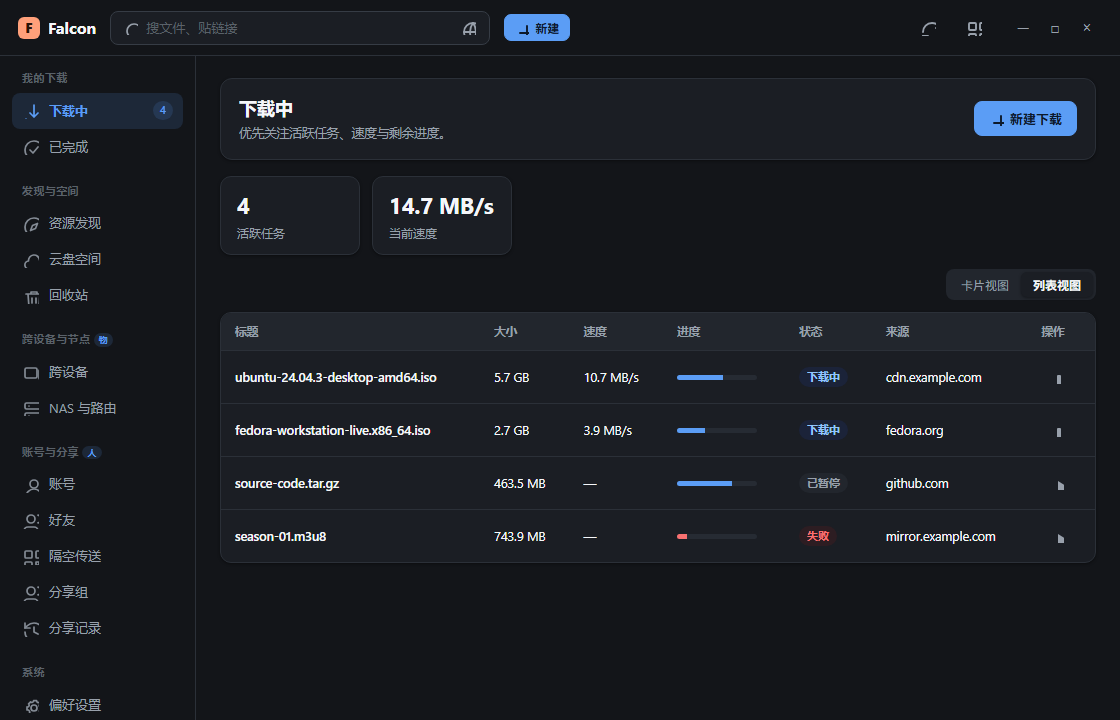 F Falcon 搜文件、贴链接 新建
我的下载
下载中 4
已完成
发现与空间
资源发现
云盘空间
回收站
跨设备与节点 物
跨设备
NAS 与路由
账号与分享 人
账号
好友
隔空传送
分享组
分享记录
系统
偏好设置
下载中
优先关注活跃任务、速度与剩余进度。
新建下载
4
活跃任务
14.7 MB/s
当前速度
卡片视图 列表视图
标题 大小 速度 进度 状态 来源 操作
ubuntu-24.04.3-desktop-amd64.iso 5.7 GB 10.7 MB/s 下载中 cdn.example.com
fedora-workstation-live.x86_64.iso 2.7 GB 3.9 MB/s 下载中 fedora.org
source-code.tar.gz 463.5 MB — 已暂停 github.com
season-01.m3u8 743.9 MB — 失败 mirror.example.com